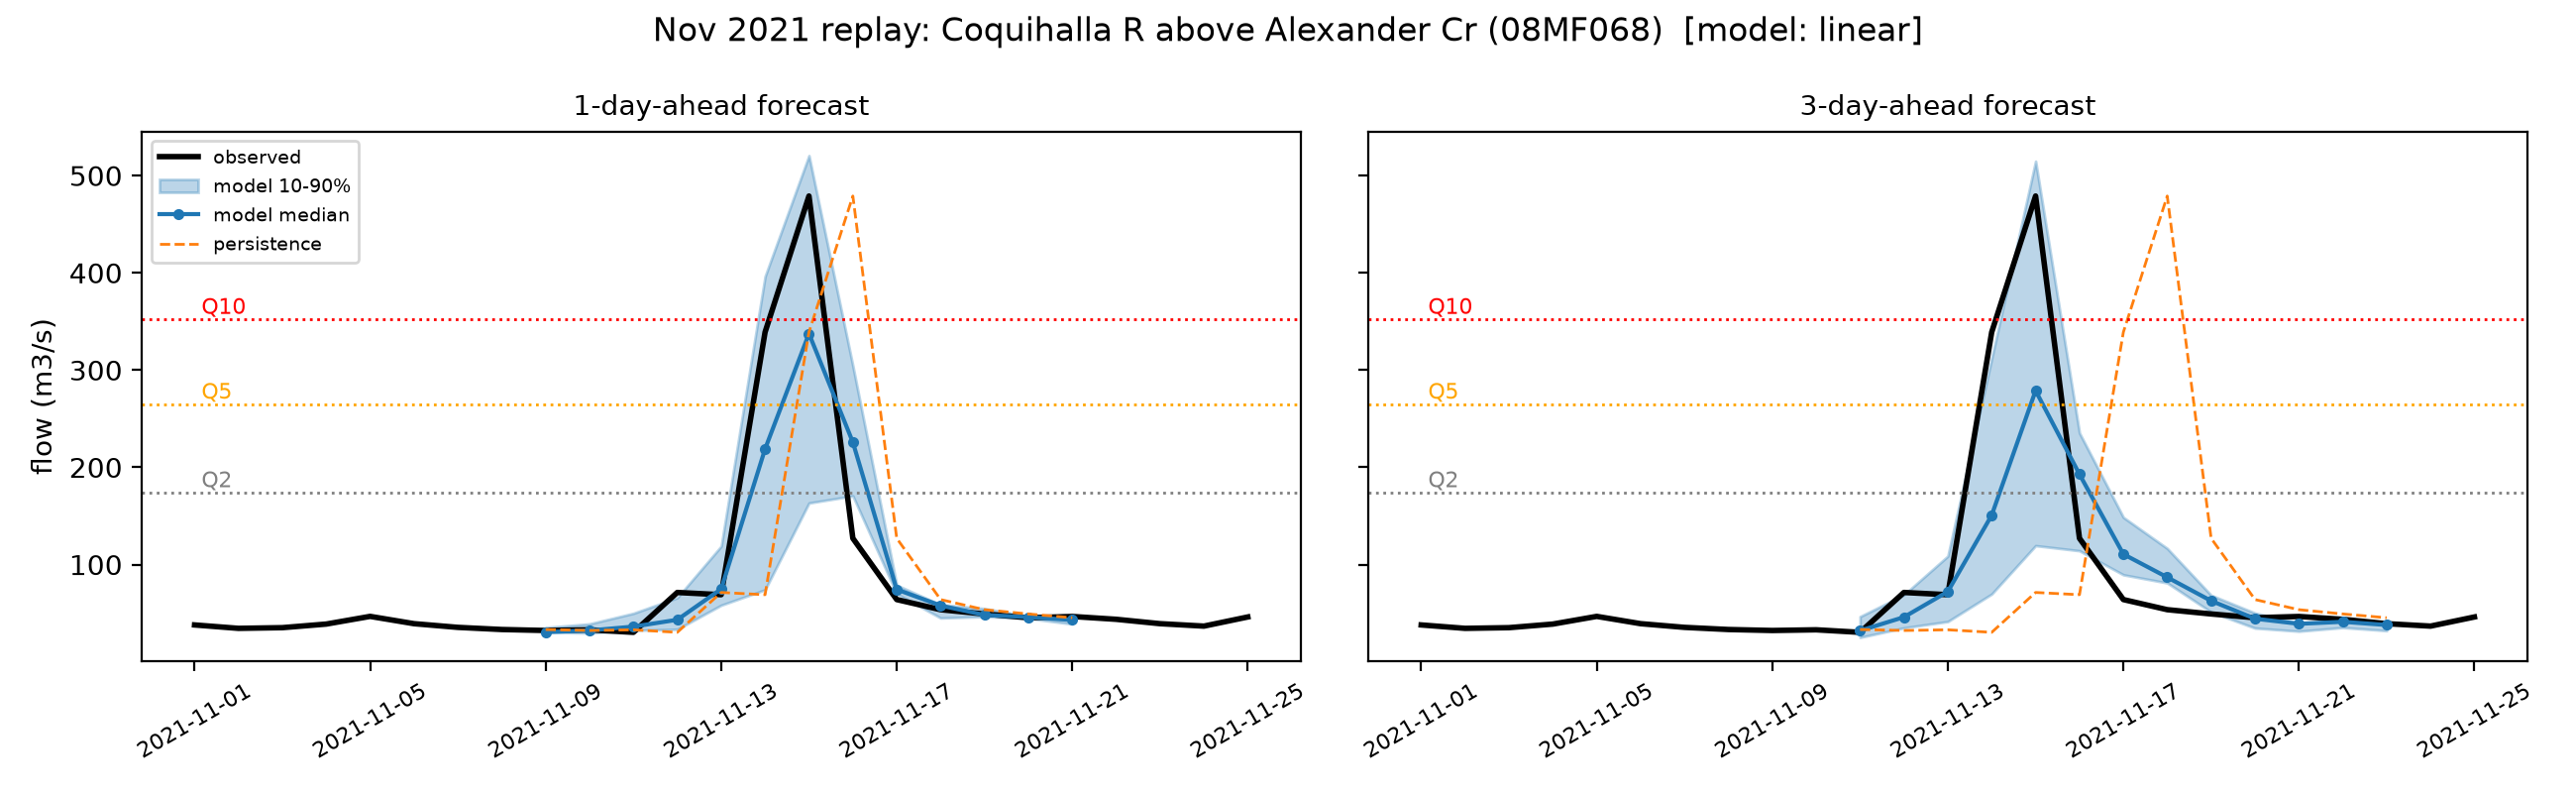 Nov 2021 replay: Coquihalla R above Alexander Cr (08MF068)  [model: linear]
1-day-ahead forecast
observed
model 10-90%
model median
persistence
flow (m3/s)
500
400
300
200
100
Q10
Q5
Q2
2021-11-01
2021-11-05
2021-11-09
2021-11-13
2021-11-17
2021-11-21
2021-11-25
3-day-ahead forecast
Q10
Q5
Q2
2021-11-01
2021-11-05
2021-11-09
2021-11-13
2021-11-17
2021-11-21
2021-11-25